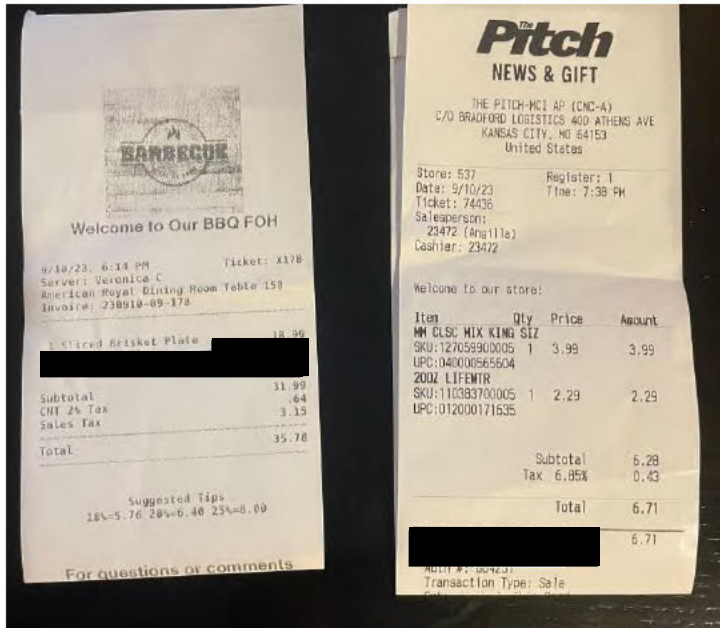 BARBECUE
Welcome to Our BBQ FOH
9/10/23, 6:14 PM Ticket: X178
Server: Veronica C
American Royal Dining Room Table 158
Invoice: 230910-09-178
1 Sliced Brisket Plate 18.99
Subtotal 31.99
CNT 2% Tax .64
Sales Tax 3.15
Total 35.78
Suggested Tips
18%=5.76 20%=6.40 25%=8.00
For questions or comments
The Pitch
NEWS & GIFT
THE PITCH-MCI AP (CNC-A)
C/O BRADFORD LOGISTICS 400 ATHENS AVE
KANSAS CITY, MO 64153
United States
Store: 537 Register: 1
Date: 9/10/23 Time: 7:38 PM
Ticket: 74436
Salesperson:
23472 (Angilla)
Cashier: 23472
Welcome to our store!
Item Qty Price Amount
MM CLSC MIX KING SIZ
SKU:127059900005 1 3.99 3.99
UPC:040000565604
20OZ LIFEWTR
SKU:110383700005 1 2.29 2.29
UPC:012000171635
Subtotal 6.28
Tax 6.85% 0.43
Total 6.71
6.71
Transaction Type: Sale